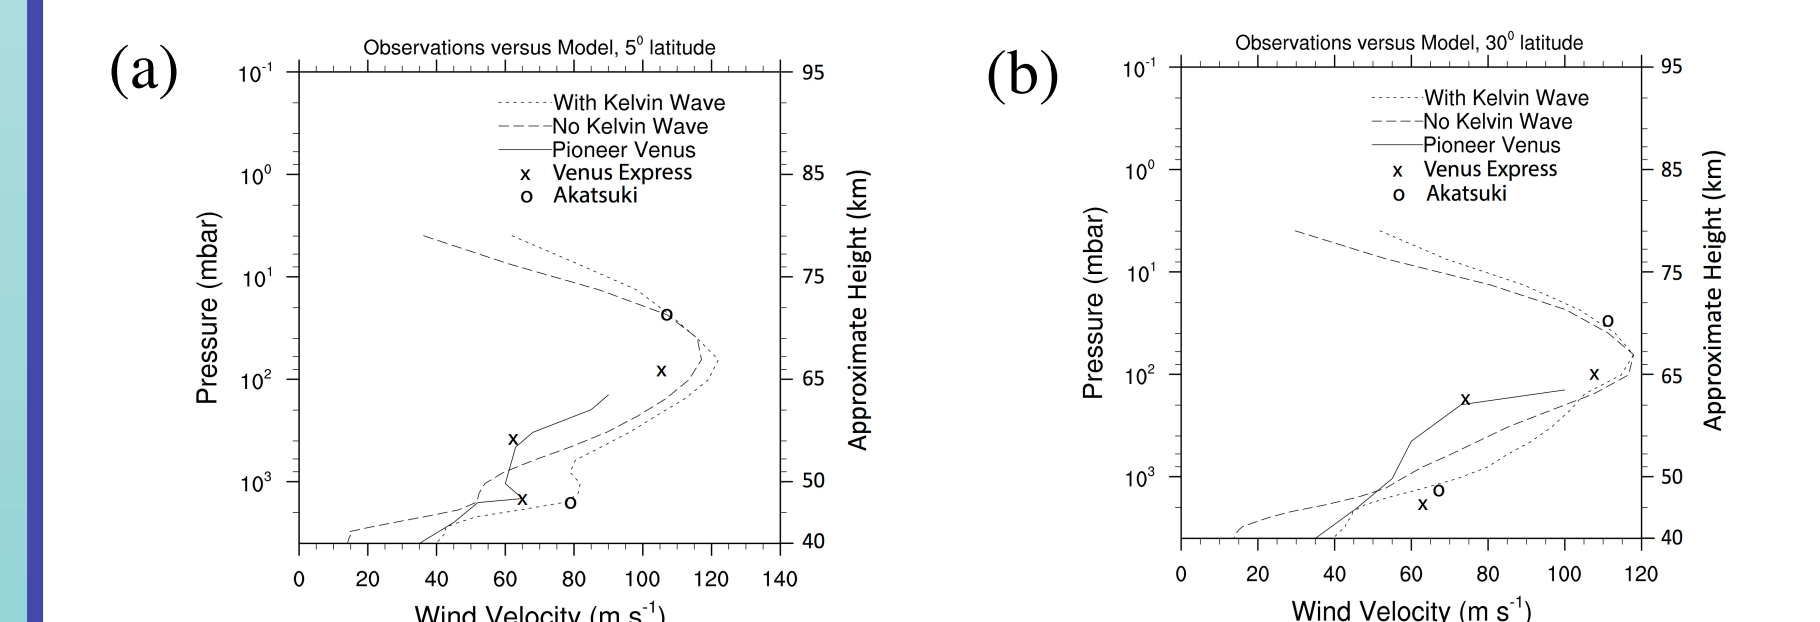 (a)
Observations versus Model, 5⁰ latitude
With Kelvin Wave
No Kelvin Wave
Pioneer Venus
x Venus Express
o Akatsuki
Pressure (mbar)
10⁻¹
10⁰
10¹
10²
10³
95
85
75
65
50
40
Approximate Height (km)
0 20 40 60 80 100 120 140
Wind Velocity (m s⁻¹)
(b)
Observations versus Model, 30⁰ latitude
With Kelvin Wave
No Kelvin Wave
Pioneer Venus
x Venus Express
o Akatsuki
Pressure (mbar)
10⁻¹
10⁰
10¹
10²
10³
95
85
75
65
50
40
Approximate Height (km)
0 20 40 60 80 100 120
Wind Velocity (m s⁻¹)